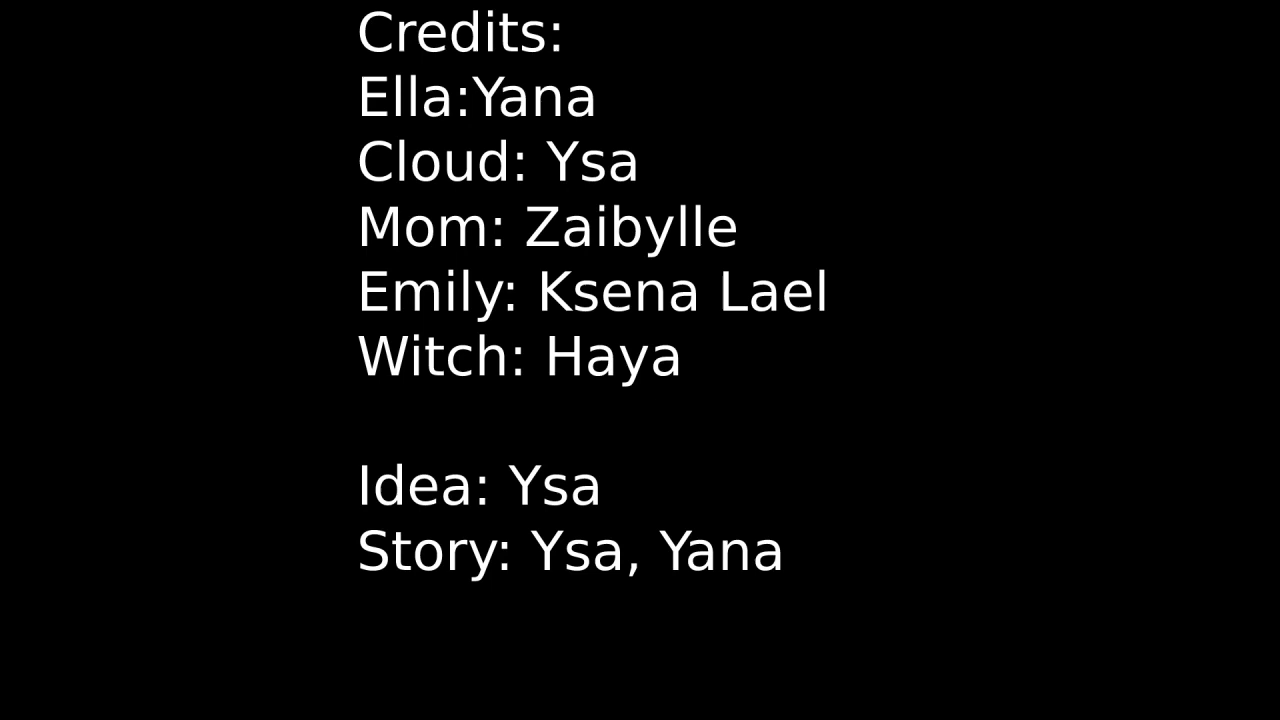 Credits:
Ella:Yana
Cloud: Ysa
Mom: Zaibylle
Emily: Ksena Lael
Witch: Haya
Idea: Ysa
Story: Ysa, Yana